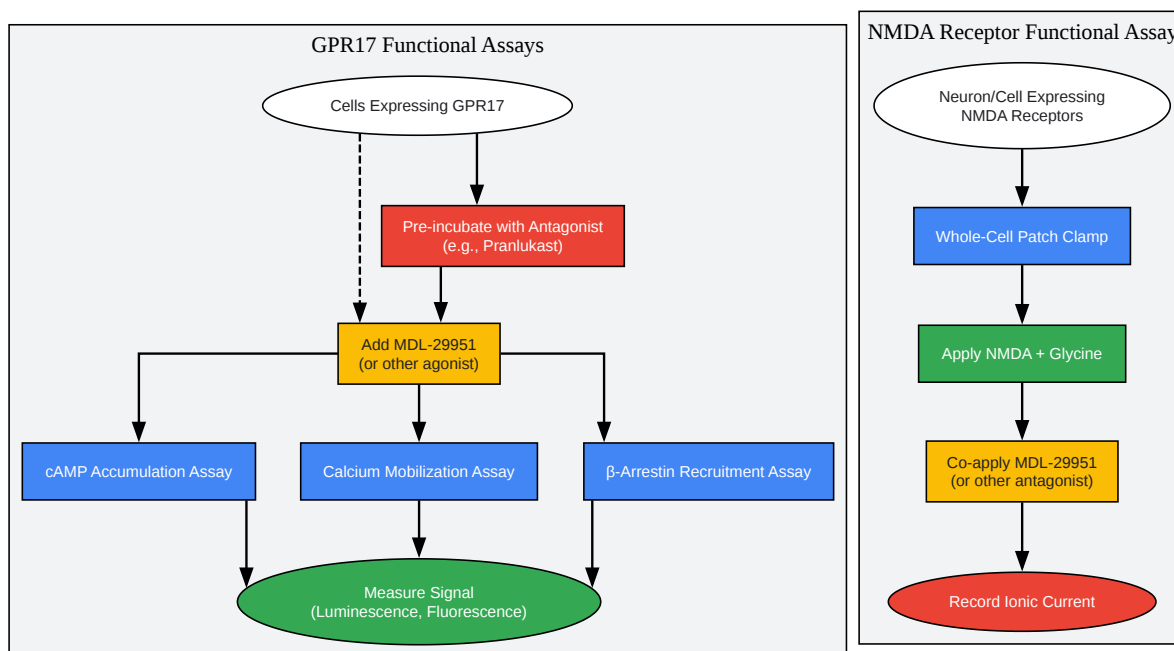 GPR17 Functional Assays
Cells Expressing GPR17
Pre-incubate with Antagonist
(e.g., Pranlukast)
Add MDL-29951
(or other agonist)
cAMP Accumulation Assay
Calcium Mobilization Assay
β-Arrestin Recruitment Assay
Measure Signal
(Luminescence, Fluorescence)
NMDA Receptor Functional Assay
Neuron/Cell Expressing
NMDA Receptors
Whole-Cell Patch Clamp
Apply NMDA + Glycine
Co-apply MDL-29951
(or other antagonist)
Record Ionic Current